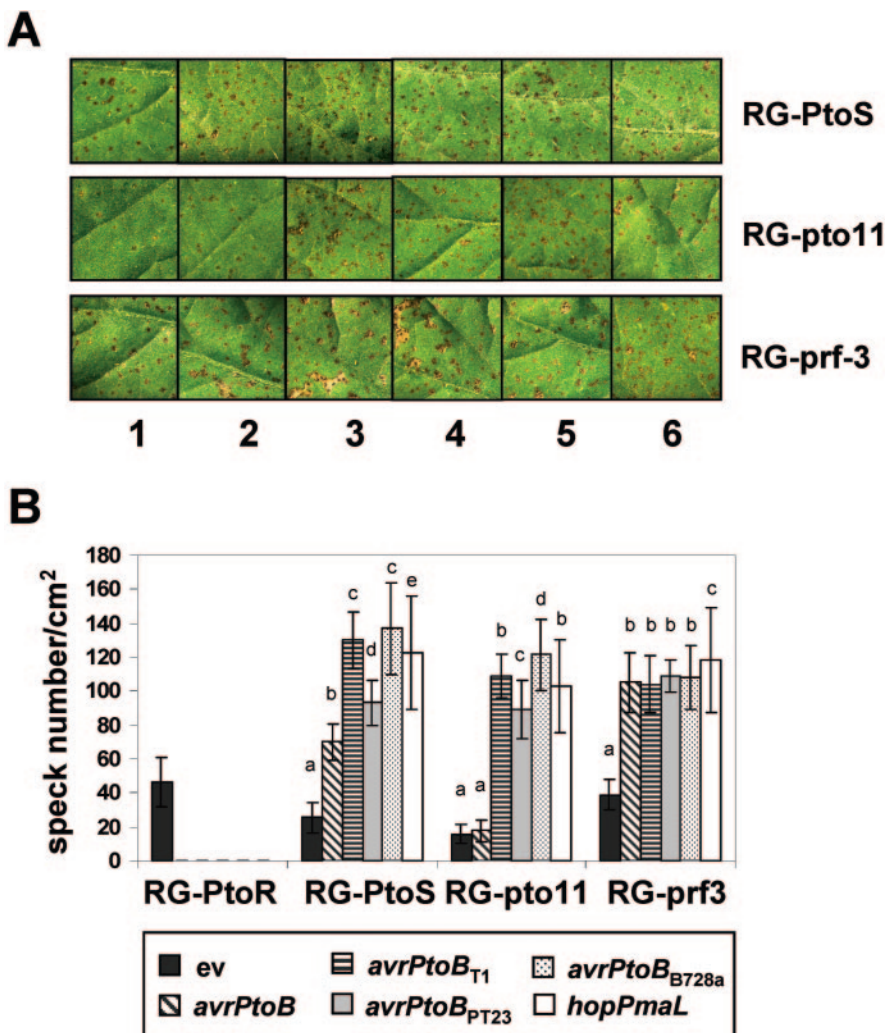 A
RG-PtoS
RG-pto11
RG-prf-3
1 2 3 4 5 6
B
speck number/cm2
180
160
140
120
100
80
60
40
20
0
a b c d c e
a a b c d b
a b b b b c
RG-PtoR RG-PtoS RG-pto11 RG-prf3
ev avrPtoBT1 avrPtoBB728a
avrPtoB avrPtoBPT23 hopPmaL